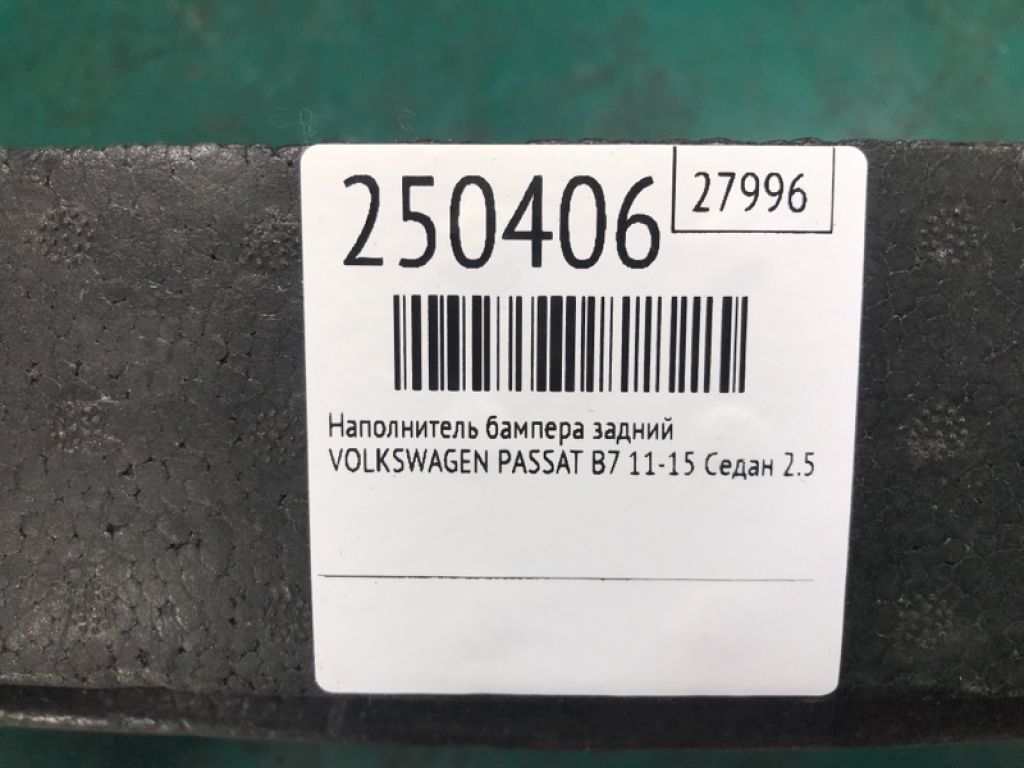 250406
27996
Наполнитель бампера задний
VOLKSWAGEN PASSAT B7 11-15 Седан 2.5